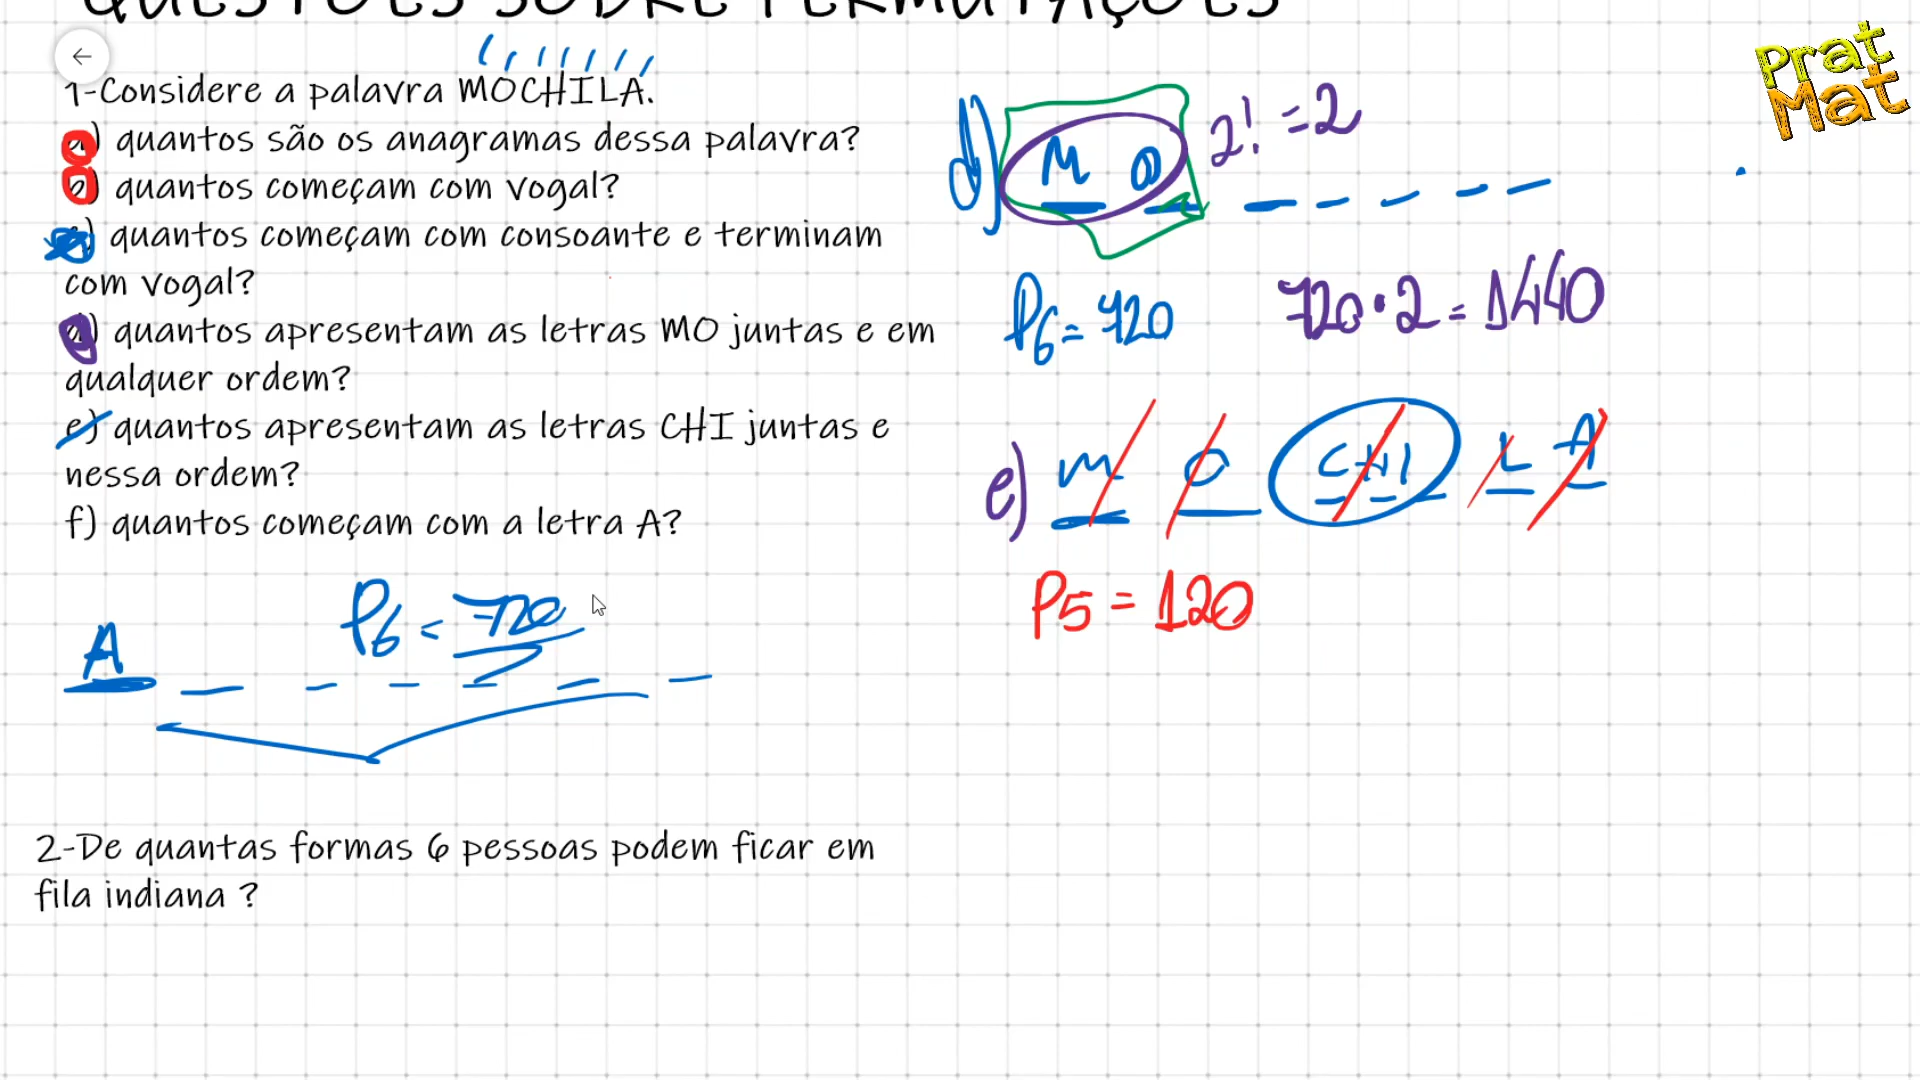 QUESTÕES SOBRE PERMUTAÇÕES
1-Considere a palavra MOCHILA.
a) quantos são os anagramas dessa palavra?
b) quantos começam com vogal?
c) quantos começam com consoante e terminam
com vogal?
d) quantos apresentam as letras MO juntas e em
qualquer ordem?
e) quantos apresentam as letras CHI juntas e
nessa ordem?
f) quantos começam com a letra A?
P6 = 720
A
2-De quantas formas 6 pessoas podem ficar em
fila indiana ?
d) M O 2! = 2
P6 = 720 720 • 2 = 1440
e) M O CHI L A
P5 = 120
Prat
Mat